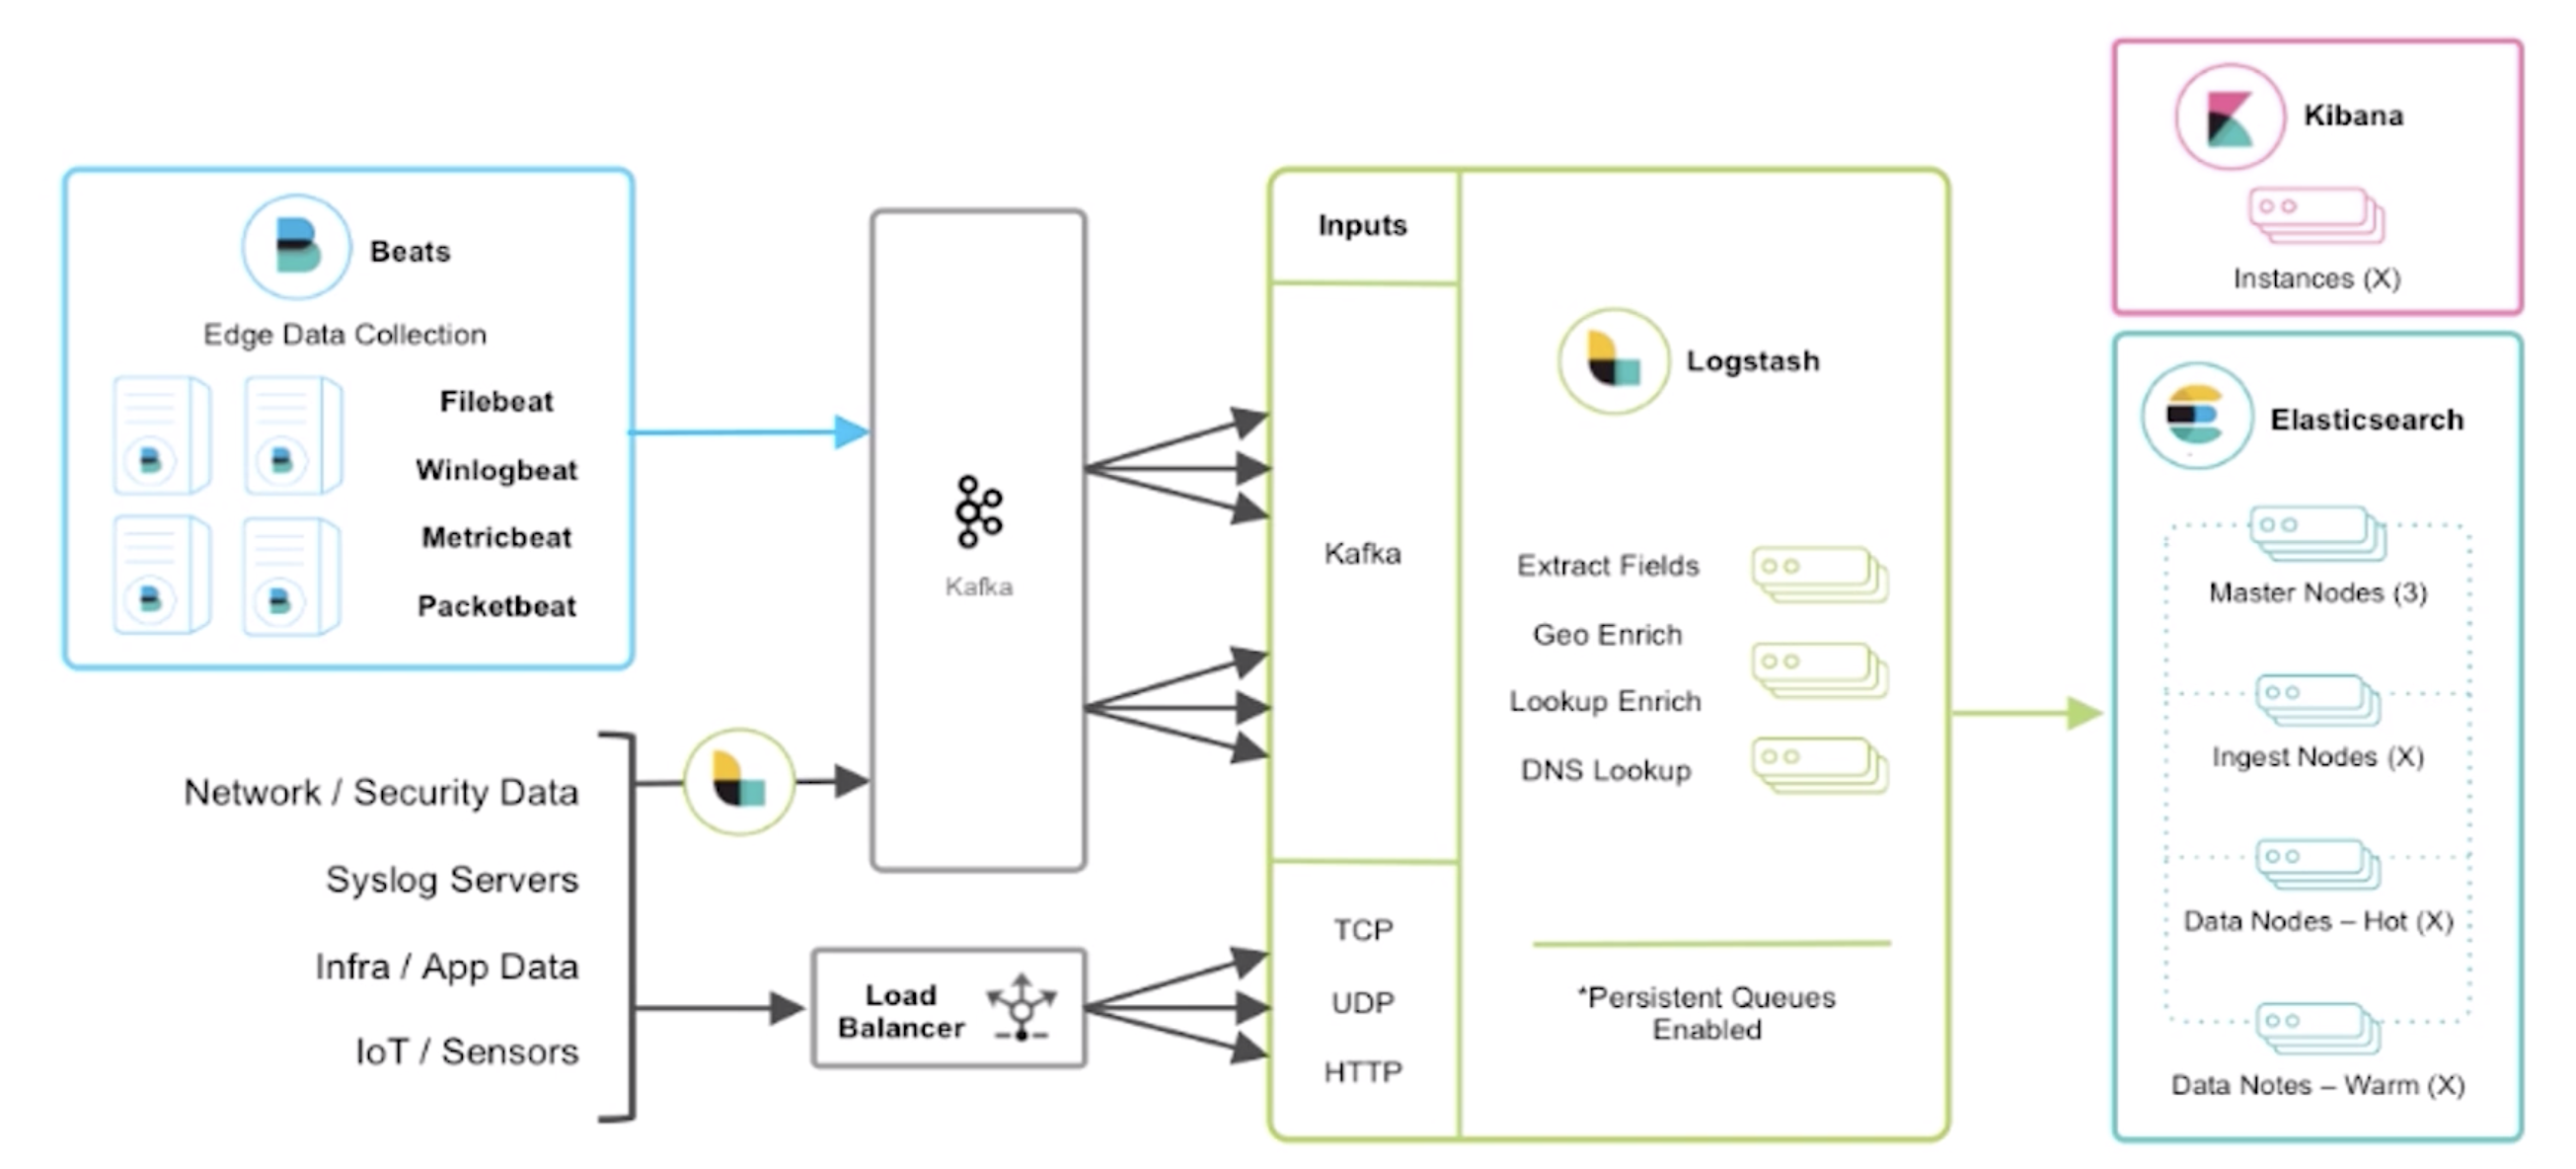 Beats
Edge Data Collection
Filebeat
Winlogbeat
Metricbeat
Packetbeat
Network / Security Data
Syslog Servers
Infra / App Data
IoT / Sensors
Kafka
Load
Balancer
Inputs
Kafka
TCP
UDP
HTTP
Logstash
Extract Fields
Geo Enrich
Lookup Enrich
DNS Lookup
*Persistent Queues
Enabled
Kibana
Instances (X)
Elasticsearch
Master Nodes (3)
Ingest Nodes (X)
Data Nodes – Hot (X)
Data Notes – Warm (X)